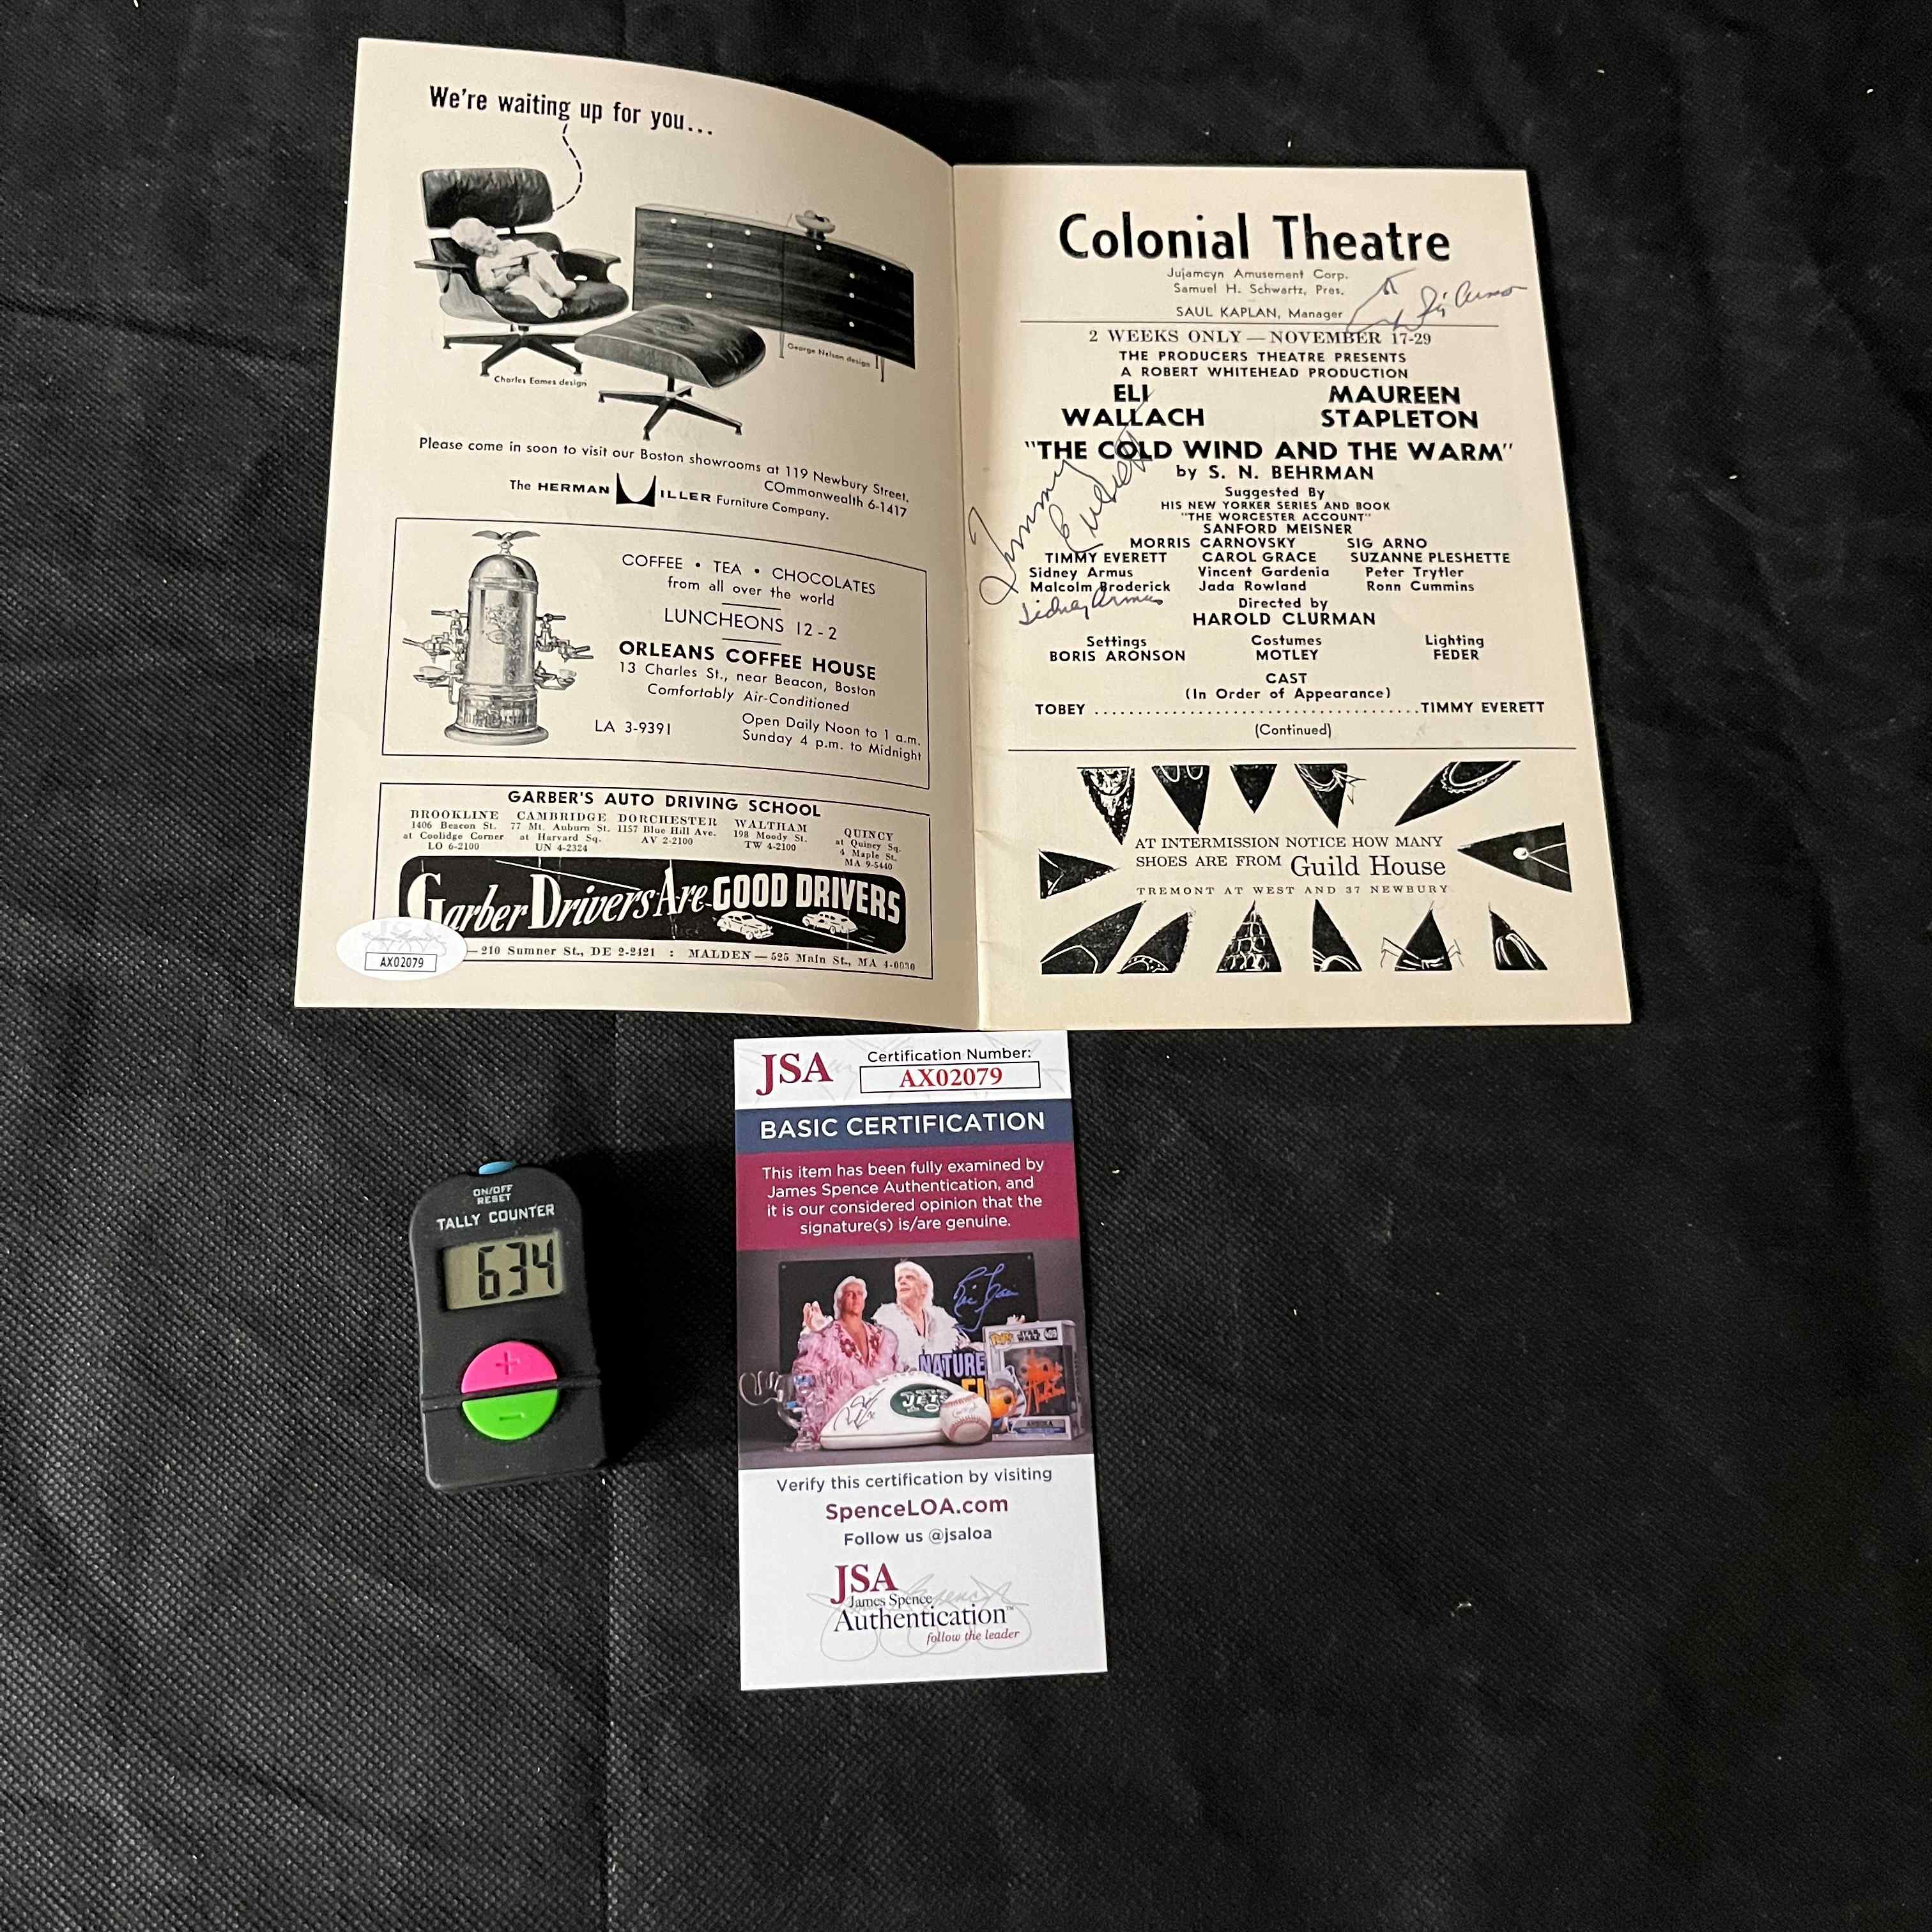 We're waiting up for you...
Charles Eames design
George Nelson design
Please come in soon to visit our Boston showrooms at 119 Newbury Street,
COmmonwealth 6-1417
The HERMAN MILLER Furniture Company.
COFFEE • TEA • CHOCOLATES
from all over the world
LUNCHEONS 12-2
ORLEANS COFFEE HOUSE
13 Charles St., near Beacon, Boston
Comfortably Air-Conditioned
LA 3-9391
Open Daily Noon to 1 a.m.
Sunday 4 p.m. to Midnight
GARBER'S AUTO DRIVING SCHOOL
BROOKLINE CAMBRIDGE DORCHESTER WALTHAM QUINCY
1406 Beacon St. 77 Mt. Auburn St. 1157 Blue Hill Ave. 198 Moody St. at Quincy Sq.
at Coolidge Corner at Harvard Sq. AV 2-2100 TW 4-2100 4 Maple St.
LO 6-2100 UN 4-2324 MA 9-5440
Garber Drivers Are GOOD DRIVERS
— 210 Sumner St., DE 2-2121 : MALDEN — 525 Main St., MA 4-0030
AX02079
Colonial Theatre
Jujamcyn Amusement Corp.
Samuel H. Schwartz, Pres.
SAUL KAPLAN, Manager
Sig Arno
2 WEEKS ONLY — NOVEMBER 17-29
THE PRODUCERS THEATRE PRESENTS
A ROBERT WHITEHEAD PRODUCTION
ELI MAUREEN
WALLACH STAPLETON
"THE COLD WIND AND THE WARM"
by S. N. BEHRMAN
Suggested By
HIS NEW YORKER SERIES AND BOOK
"THE WORCESTER ACCOUNT"
SANFORD MEISNER
MORRIS CARNOVSKY SIG ARNO
TIMMY EVERETT CAROL GRACE SUZANNE PLESHETTE
Sidney Armus Vincent Gardenia Peter Trytler
Malcolm Broderick Jada Rowland Ronn Cummins
Timmy Everett
Sidney Armus
Directed by
HAROLD CLURMAN
Settings Costumes Lighting
BORIS ARONSON MOTLEY FEDER
CAST
(In Order of Appearance)
TOBEY ..................................... TIMMY EVERETT
(Continued)
AT INTERMISSION NOTICE HOW MANY
SHOES ARE FROM Guild House
TREMONT AT WEST AND 37 NEWBURY
JSA
Certification Number:
AX02079
BASIC CERTIFICATION
This item has been fully examined by
James Spence Authentication, and
it is our considered opinion that the
signature(s) is/are genuine.
NATURE
JETS
Verify this certification by visiting
SpenceLOA.com
Follow us @jsaloa
JSA
James Spence
Authentication™
follow the leader
ON/OFF
RESET
TALLY COUNTER
634
+
−